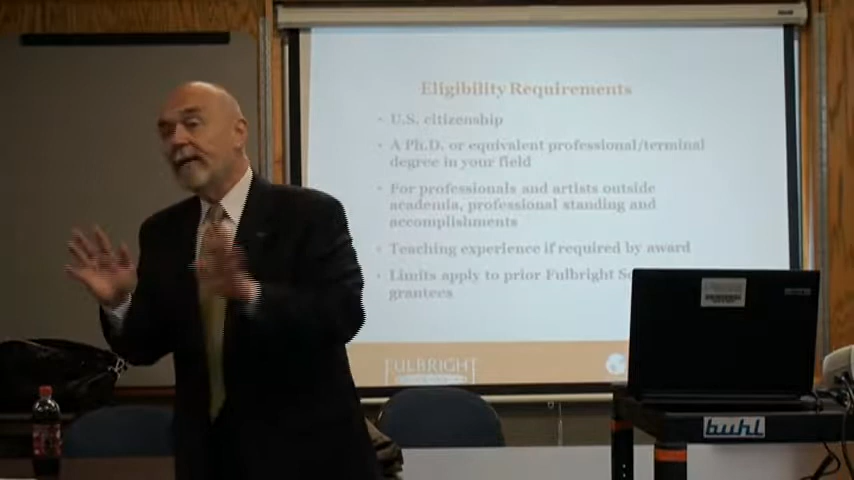 Eligibility Requirements
• U.S. citizenship
• A Ph.D. or equivalent professional/terminal
degree in your field
• For professionals and artists outside
academia, professional standing and
accomplishments
• Teaching experience if required by award
• Limits apply to prior Fulbright
grantees
FULBRIGHT
buhl